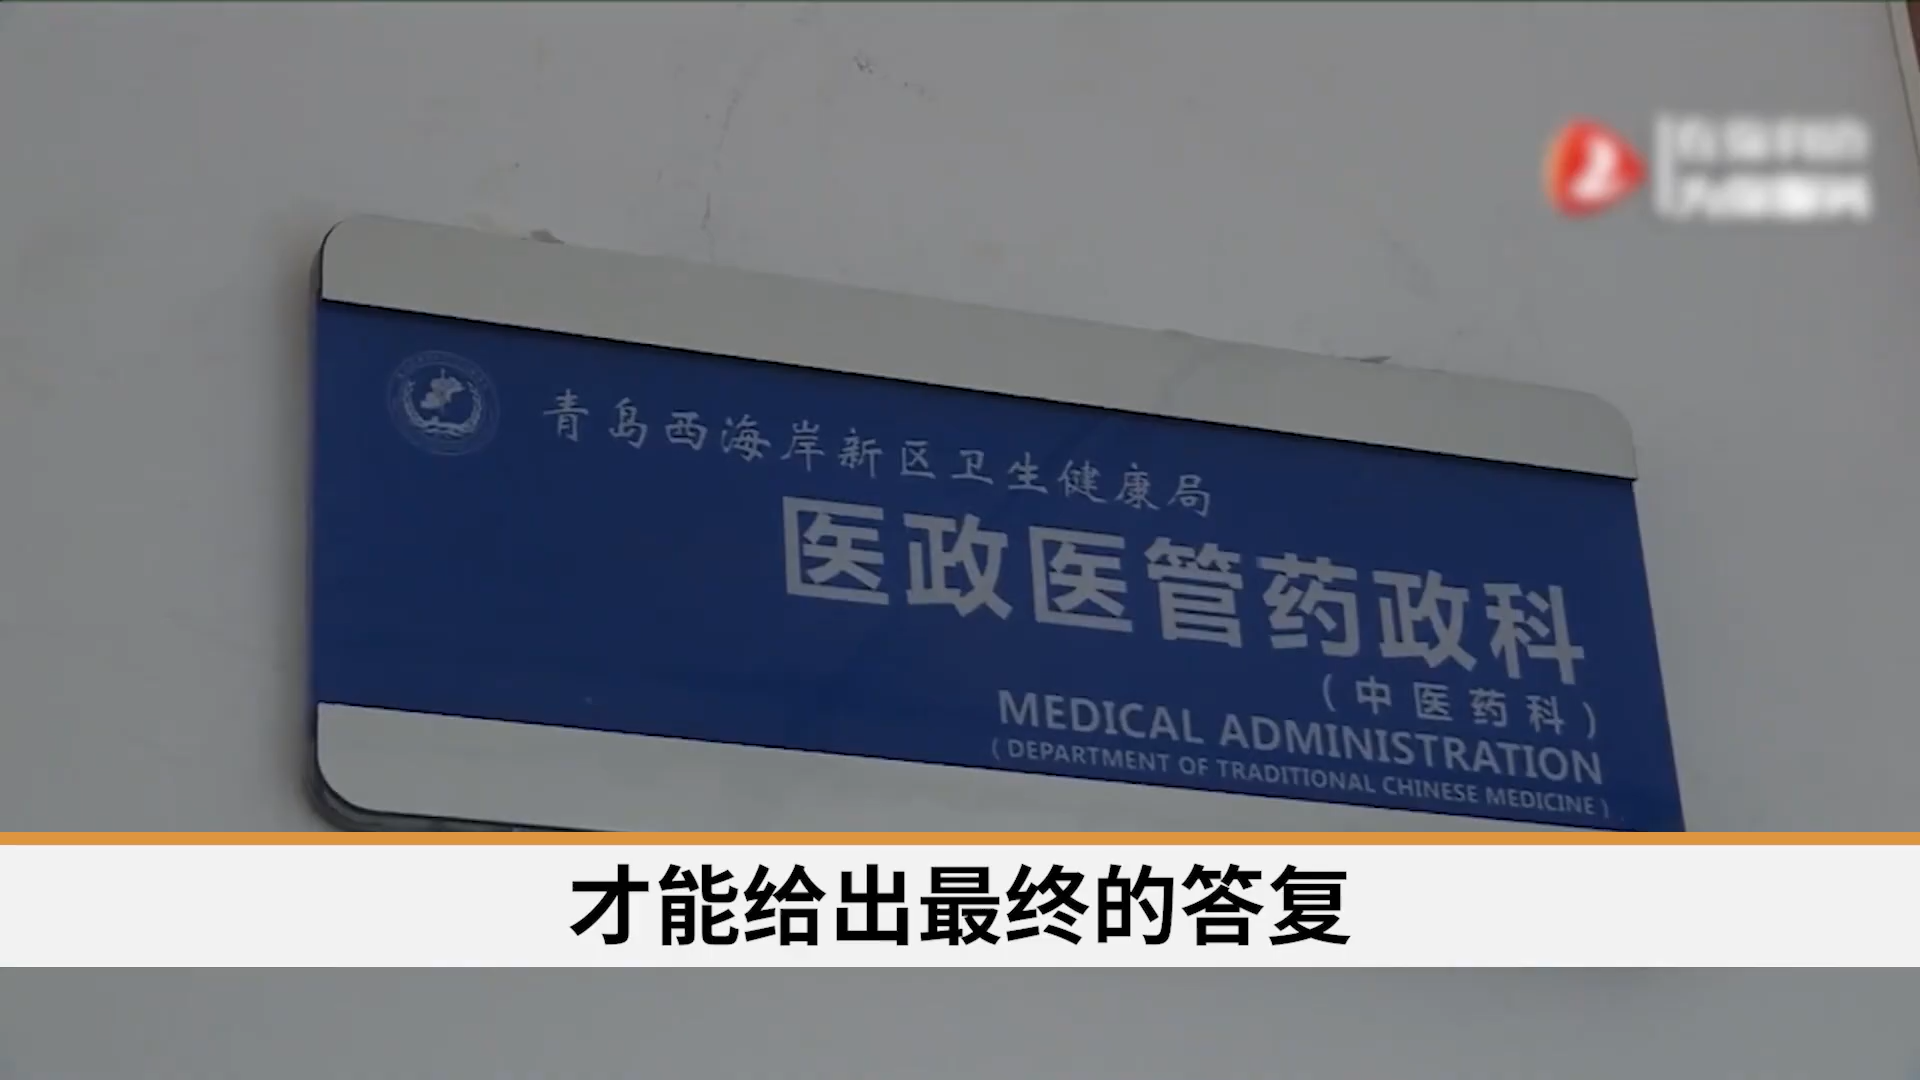 青岛西海岸新区卫生健康局
医政医管药政科
（中医药科）
MEDICAL ADMINISTRATION
(DEPARTMENT OF TRADITIONAL CHINESE MEDICINE)
才能给出最终的答复